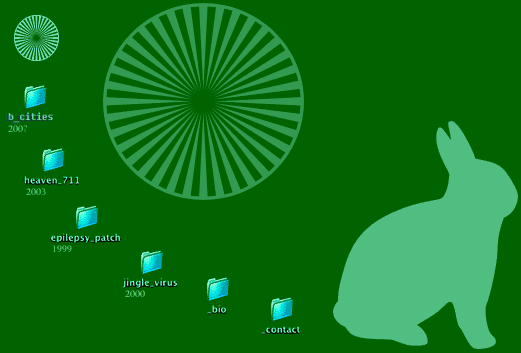 b_cities
2007
heaven_711
2003
epilepsy_patch
1999
jingle_virus
2000
_bio
_contact